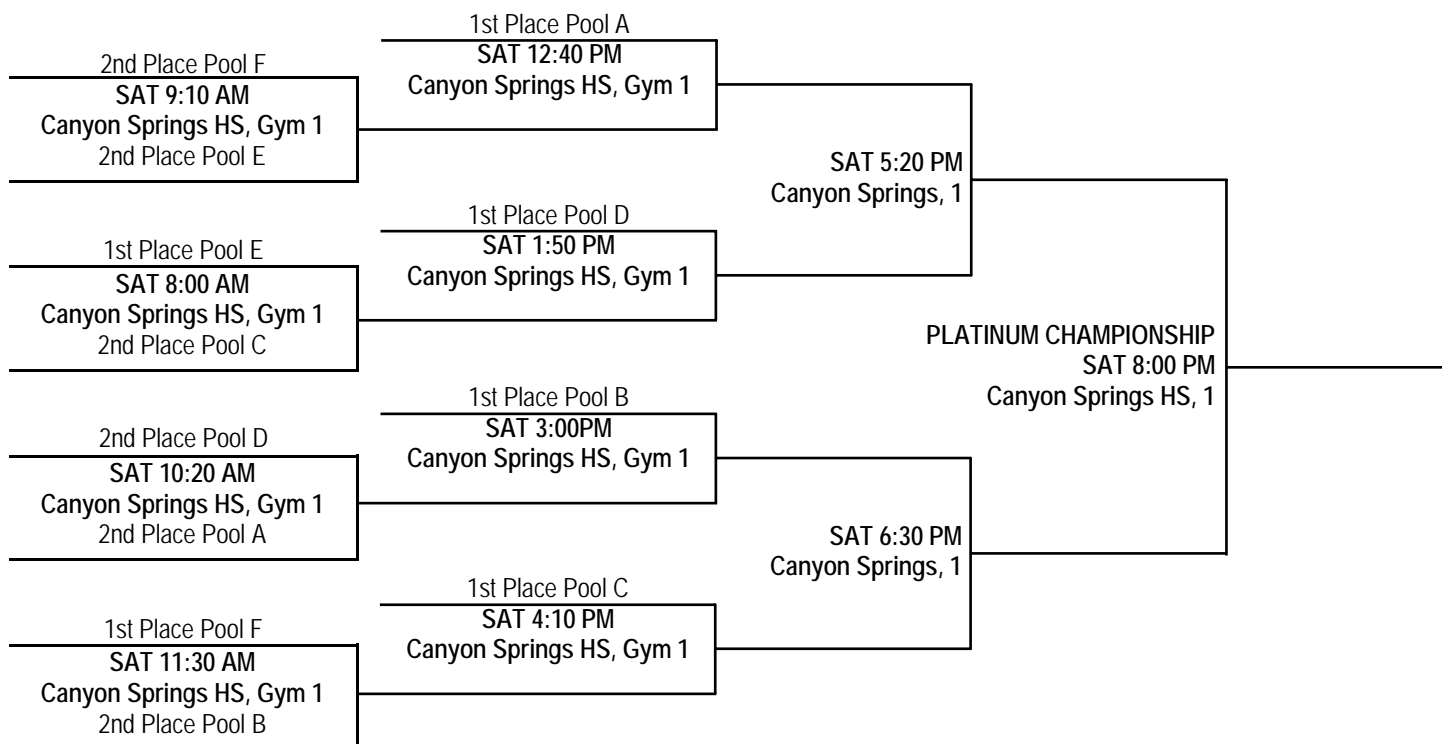 1st Place Pool A
SAT 12:40 PM
Canyon Springs HS, Gym 1
2nd Place Pool F
SAT 9:10 AM
Canyon Springs HS, Gym 1
2nd Place Pool E
SAT 5:20 PM
Canyon Springs, 1
1st Place Pool D
SAT 1:50 PM
Canyon Springs HS, Gym 1
1st Place Pool E
SAT 8:00 AM
Canyon Springs HS, Gym 1
2nd Place Pool C
PLATINUM CHAMPIONSHIP
SAT 8:00 PM
Canyon Springs HS, 1
1st Place Pool B
SAT 3:00PM
Canyon Springs HS, Gym 1
2nd Place Pool D
SAT 10:20 AM
Canyon Springs HS, Gym 1
2nd Place Pool A
SAT 6:30 PM
Canyon Springs, 1
1st Place Pool C
SAT 4:10 PM
Canyon Springs HS, Gym 1
1st Place Pool F
SAT 11:30 AM
Canyon Springs HS, Gym 1
2nd Place Pool B